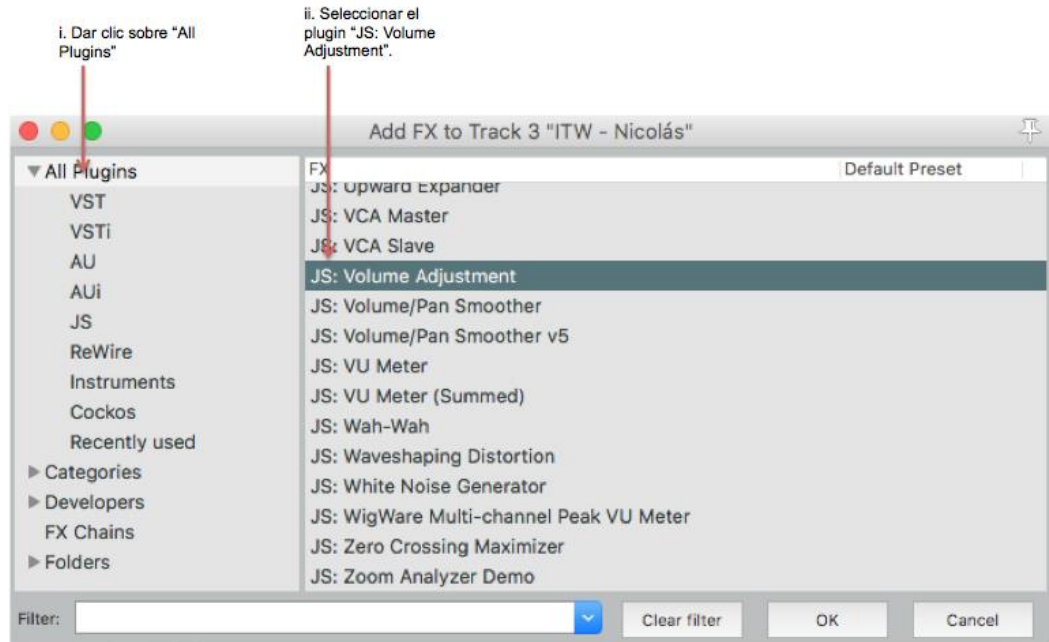 i. Dar clic sobre “All
Plugins”
ii. Seleccionar el
plugin “JS: Volume
Adjustment”.
Add FX to Track 3 "ITW - Nicolás"
All Plugins
VST
VSTi
AU
AUi
JS
ReWire
Instruments
Cockos
Recently used
Categories
Developers
FX Chains
Folders
FX
Default Preset
JS: Upward Expander
JS: VCA Master
JS: VCA Slave
JS: Volume Adjustment
JS: Volume/Pan Smoother
JS: Volume/Pan Smoother v5
JS: VU Meter
JS: VU Meter (Summed)
JS: Wah-Wah
JS: Waveshaping Distortion
JS: White Noise Generator
JS: WigWare Multi-channel Peak VU Meter
JS: Zero Crossing Maximizer
JS: Zoom Analyzer Demo
Filter:
Clear filter
OK
Cancel